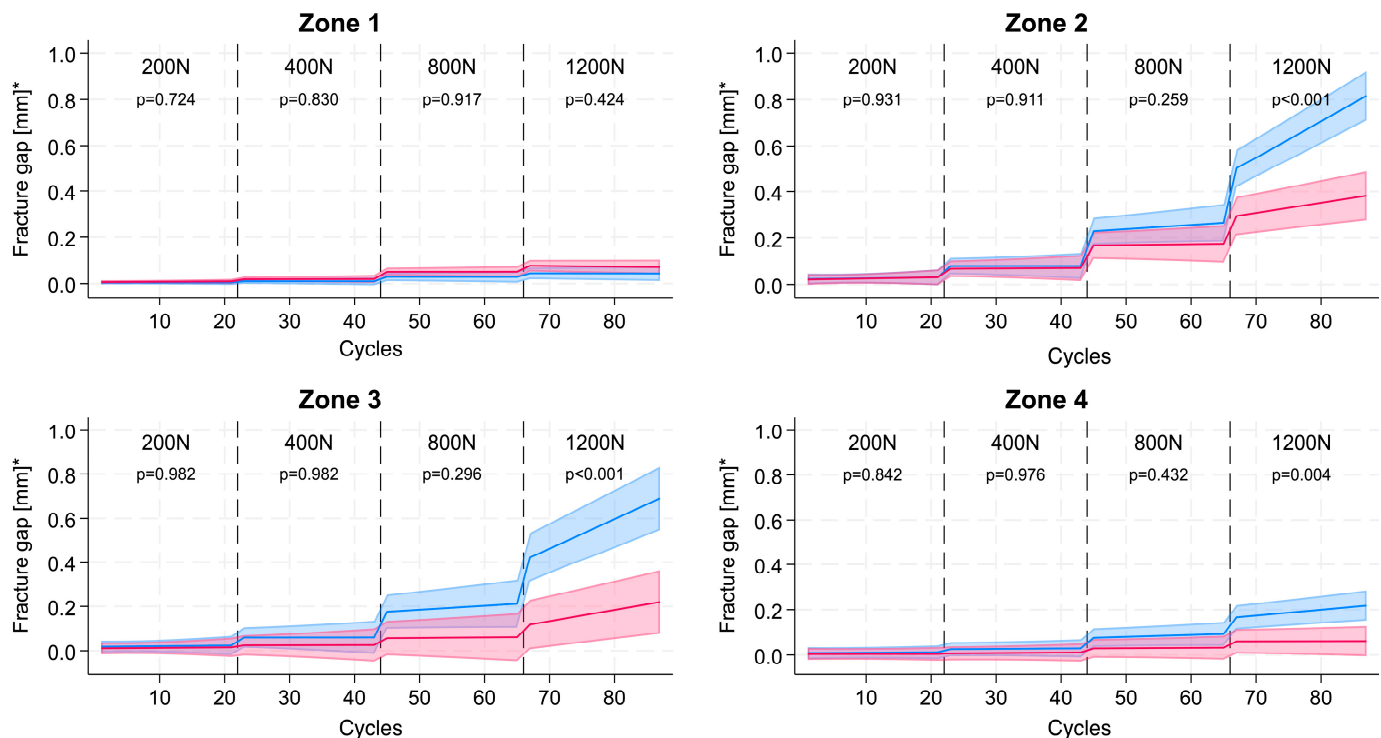 Zone 1
Fracture gap [mm]*
1.0
0.8
0.6
0.4
0.2
0.0
200N 400N 800N 1200N
p=0.724 p=0.830 p=0.917 p=0.424
10 20 30 40 50 60 70 80
Cycles
Zone 2
Fracture gap [mm]*
1.0
0.8
0.6
0.4
0.2
0.0
200N 400N 800N 1200N
p=0.931 p=0.911 p=0.259 p<0.001
10 20 30 40 50 60 70 80
Cycles
Zone 3
Fracture gap [mm]*
1.0
0.8
0.6
0.4
0.2
0.0
200N 400N 800N 1200N
p=0.982 p=0.982 p=0.296 p<0.001
10 20 30 40 50 60 70 80
Cycles
Zone 4
Fracture gap [mm]*
1.0
0.8
0.6
0.4
0.2
0.0
200N 400N 800N 1200N
p=0.842 p=0.976 p=0.432 p=0.004
10 20 30 40 50 60 70 80
Cycles